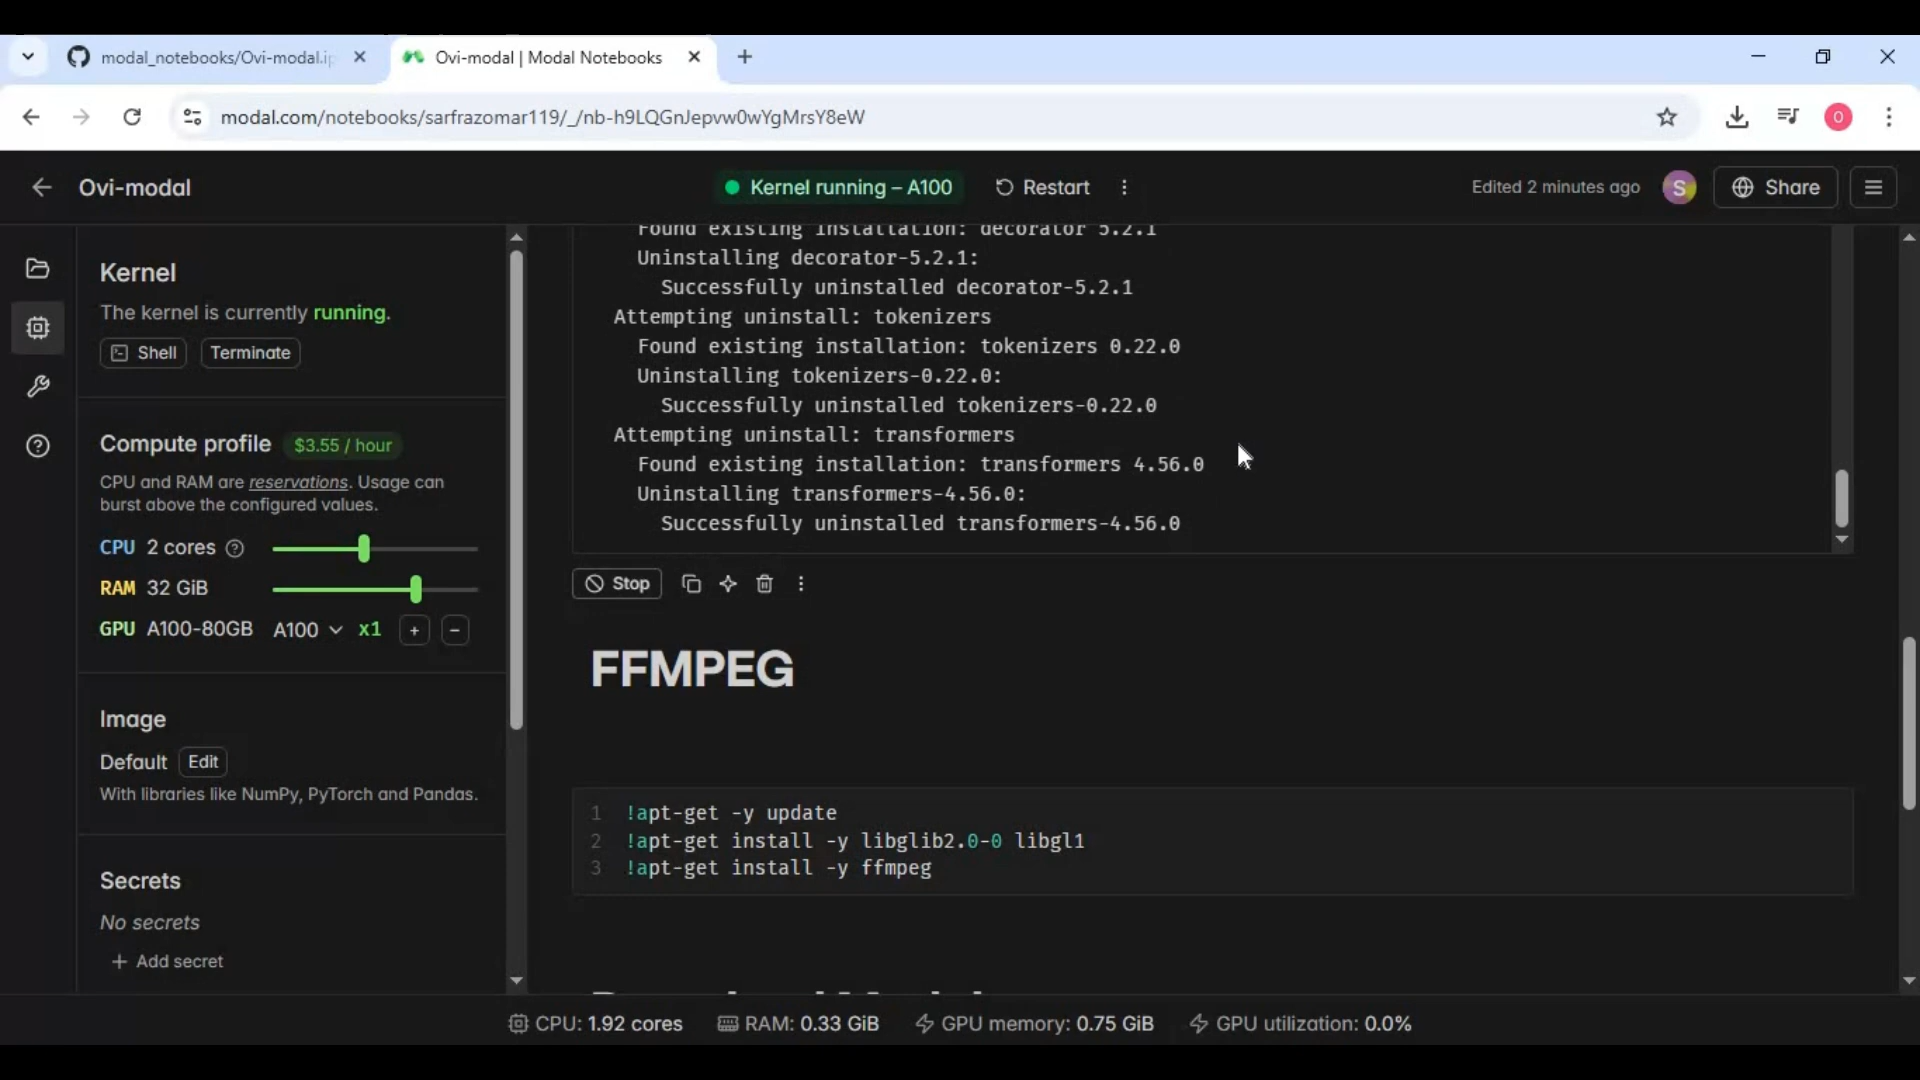 modal_notebooks/Ovi-modal.ip
Ovi-modal | Modal Notebooks
modal.com/notebooks/sarfrazomar119/_/nb-h9LQGnJepvw0wYgMrsY8eW
O
Ovi-modal
Kernel running – A100
Restart
Edited 2 minutes ago
S
Share
Kernel
The kernel is currently running.
Shell
Terminate
Compute profile $3.55 / hour
CPU and RAM are reservations. Usage can
burst above the configured values.
CPU 2 cores
RAM 32 GiB
GPU A100-80GB A100 x1 + -
Image
Default Edit
With libraries like NumPy, PyTorch and Pandas.
Secrets
No secrets
+ Add secret
Found existing installation: decorator 5.2.1
Uninstalling decorator-5.2.1:
Successfully uninstalled decorator-5.2.1
Attempting uninstall: tokenizers
Found existing installation: tokenizers 0.22.0
Uninstalling tokenizers-0.22.0:
Successfully uninstalled tokenizers-0.22.0
Attempting uninstall: transformers
Found existing installation: transformers 4.56.0
Uninstalling transformers-4.56.0:
Successfully uninstalled transformers-4.56.0
Stop
FFMPEG
1 !apt-get -y update
2 !apt-get install -y libglib2.0-0 libgl1
3 !apt-get install -y ffmpeg
CPU: 1.92 cores
RAM: 0.33 GiB
GPU memory: 0.75 GiB
GPU utilization: 0.0%